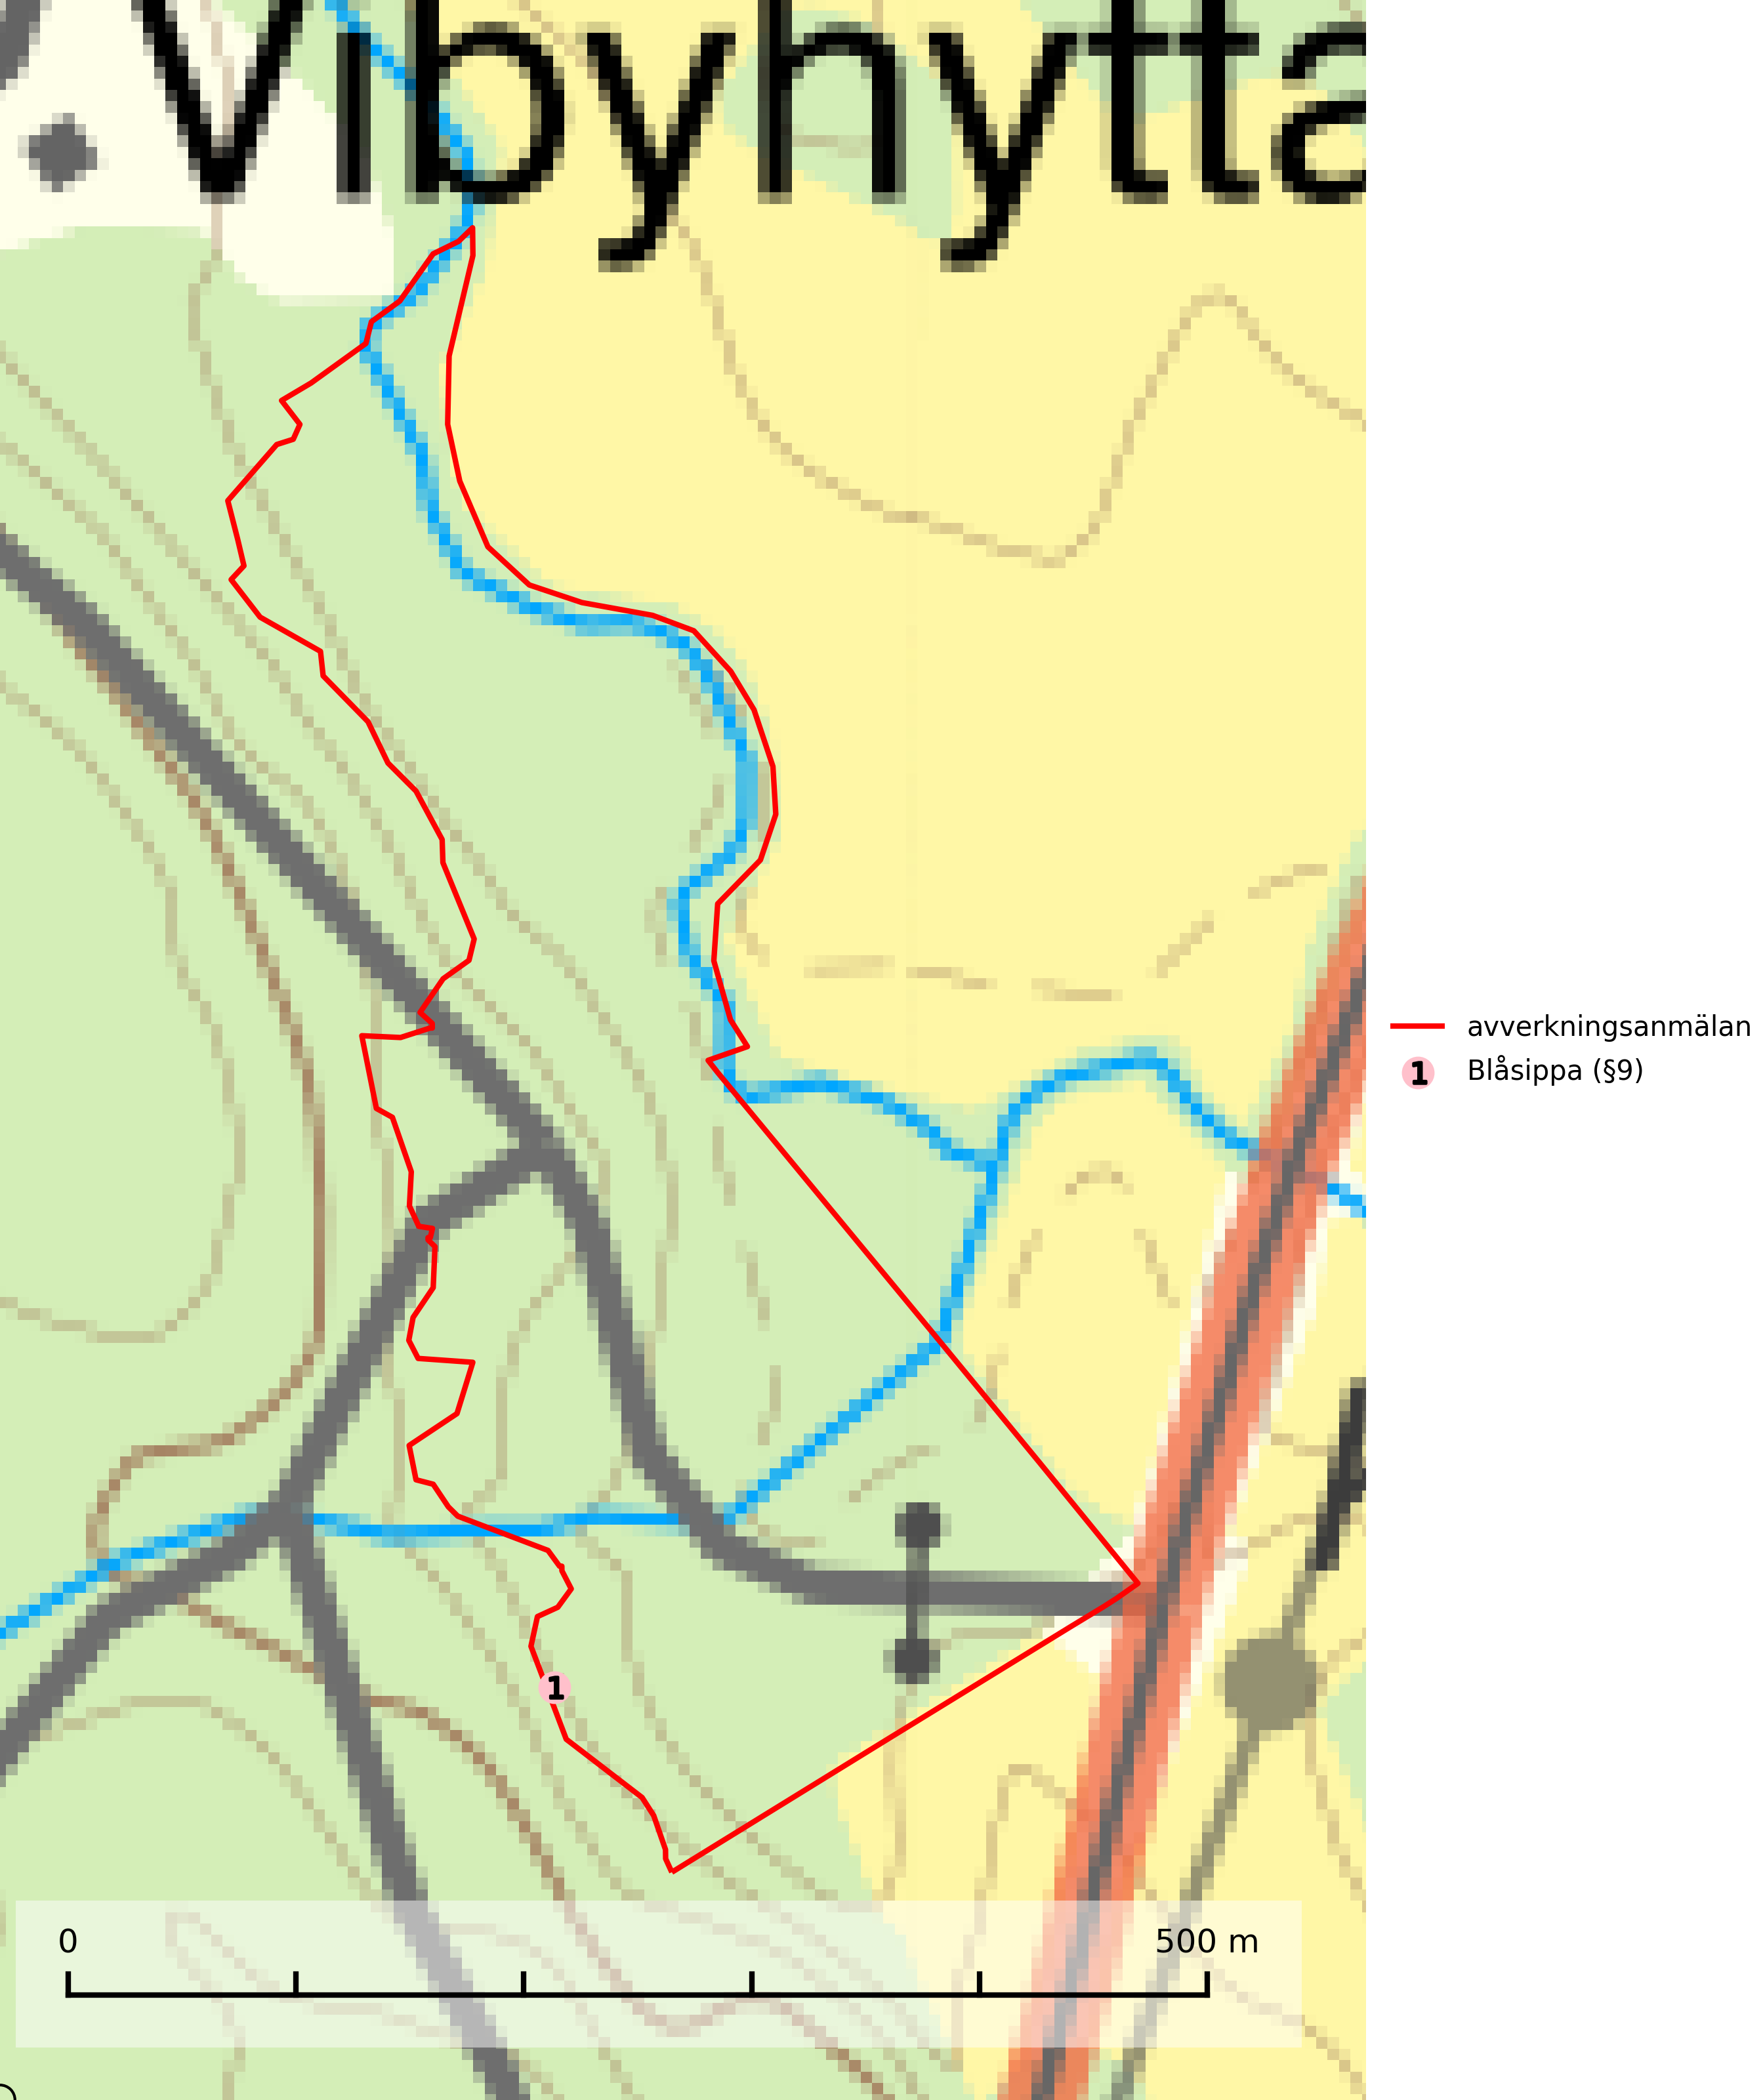 Vibyhytta
avverkningsanmälan
1 Blåsippa (§9)
1
0 500 m